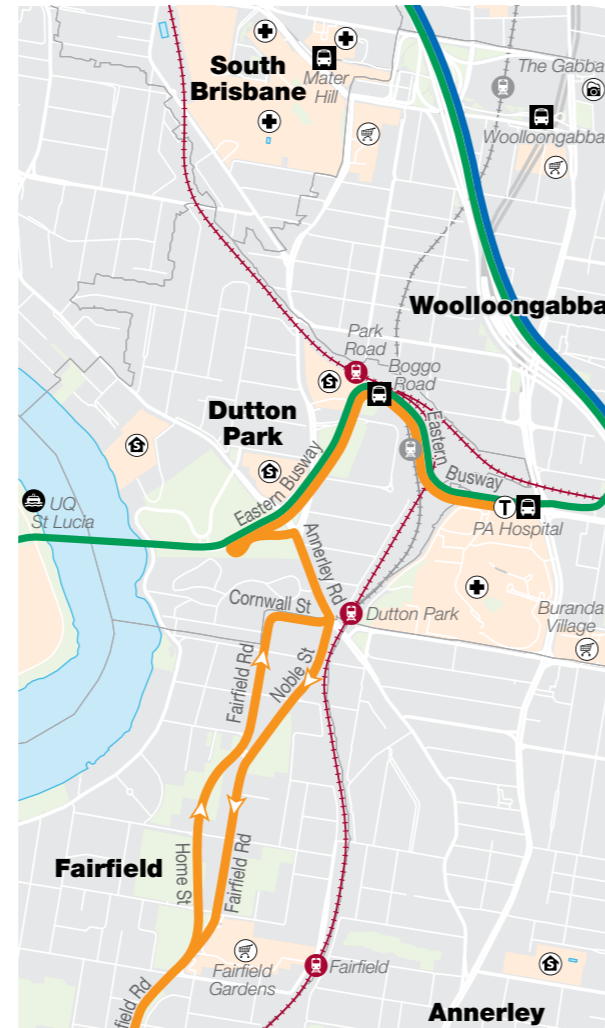 South
Brisbane
Mater
Hill
The Gabba
Woolloongabba
Woolloongabba
Park
Road
Boggo
Road
Dutton
Park
Eastern Busway
Eastern
Busway
T
PA Hospital
UQ
St Lucia
Annerley Rd
Cornwall St
Dutton Park
Buranda
Village
Fairfield Rd
Noble St
Fairfield
Home St
Fairfield Rd
Fairfield
Gardens
Fairfield
field Rd
Annerley